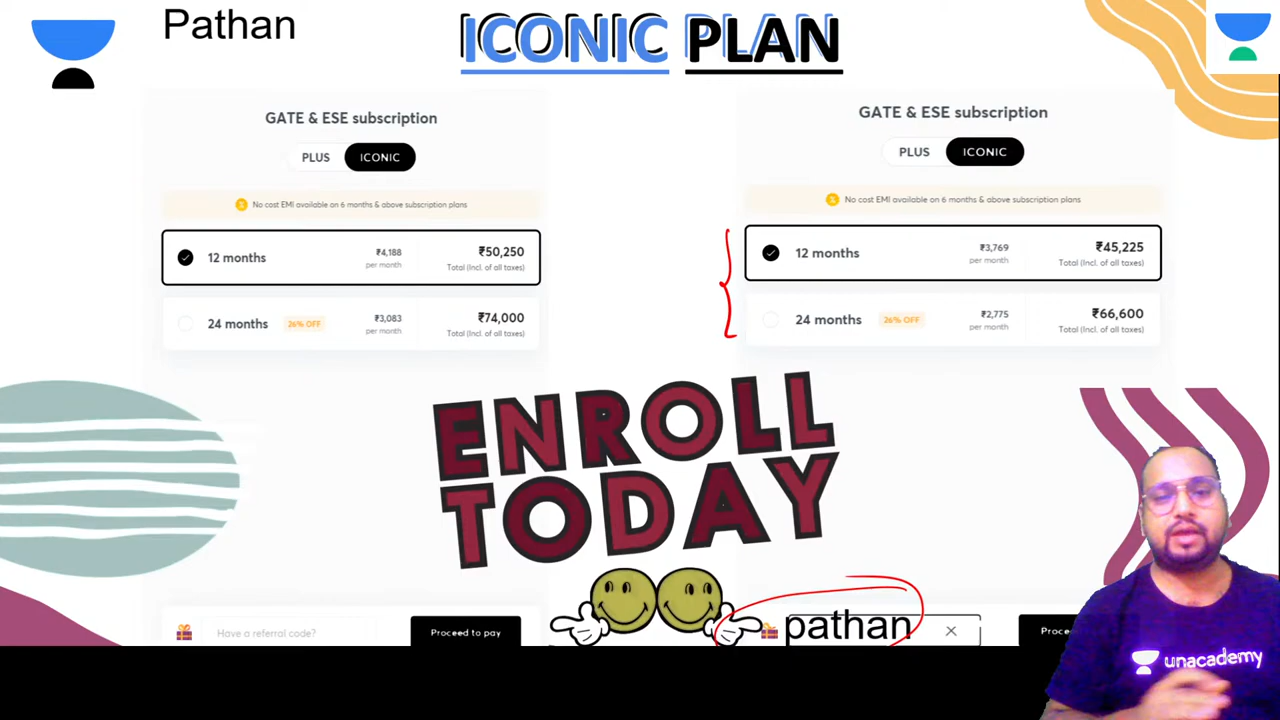 Pathan
ICONIC PLAN
GATE & ESE subscription
PLUS ICONIC
No cost EMI available on 6 months & above subscription plans
12 months ₹4,188 per month ₹50,250 Total (Incl. of all taxes)
24 months 26% OFF ₹3,083 per month ₹74,000 Total (Incl. of all taxes)
Have a referral code? Proceed to pay
GATE & ESE subscription
PLUS ICONIC
No cost EMI available on 6 months & above subscription plans
12 months ₹3,769 per month ₹45,225 Total (Incl. of all taxes)
24 months 26% OFF ₹2,775 per month ₹66,600 Total (Incl. of all taxes)
ENROLL
TODAY
pathan
unacademy